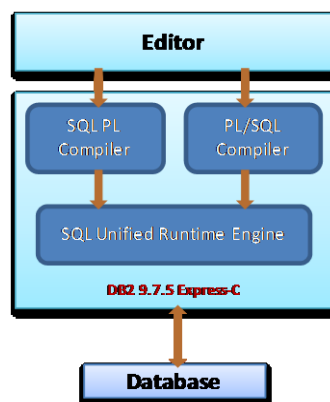 Editor
SQL PL
Compiler
PL/SQL
Compiler
SQL Unified Runtime Engine
DB2 9.7.5 Express-C
Database